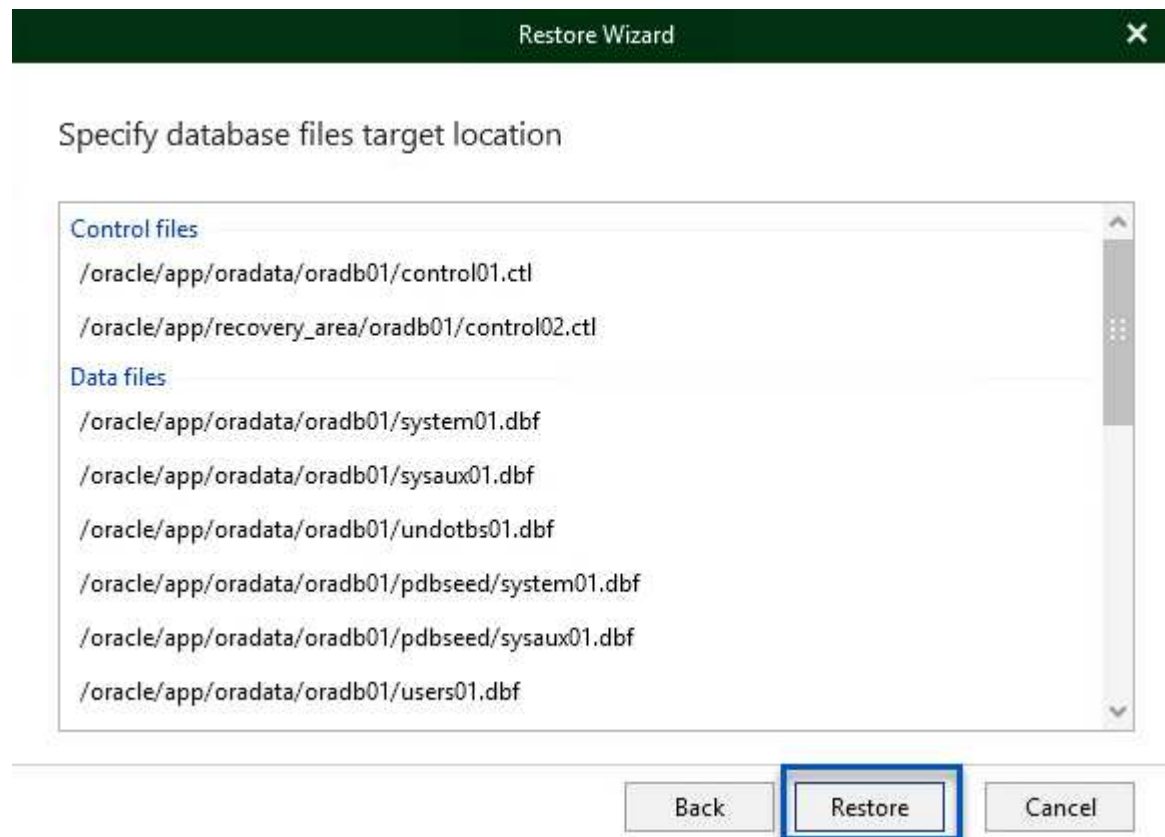 Restore Wizard
Specify database files target location
Control files
/oracle/app/oradata/oradb01/control01.ctl
/oracle/app/recovery_area/oradb01/control02.ctl
Data files
/oracle/app/oradata/oradb01/system01.dbf
/oracle/app/oradata/oradb01/sysaux01.dbf
/oracle/app/oradata/oradb01/undotbs01.dbf
/oracle/app/oradata/oradb01/pdbseed/system01.dbf
/oracle/app/oradata/oradb01/pdbseed/sysaux01.dbf
/oracle/app/oradata/oradb01/users01.dbf
Back Restore Cancel